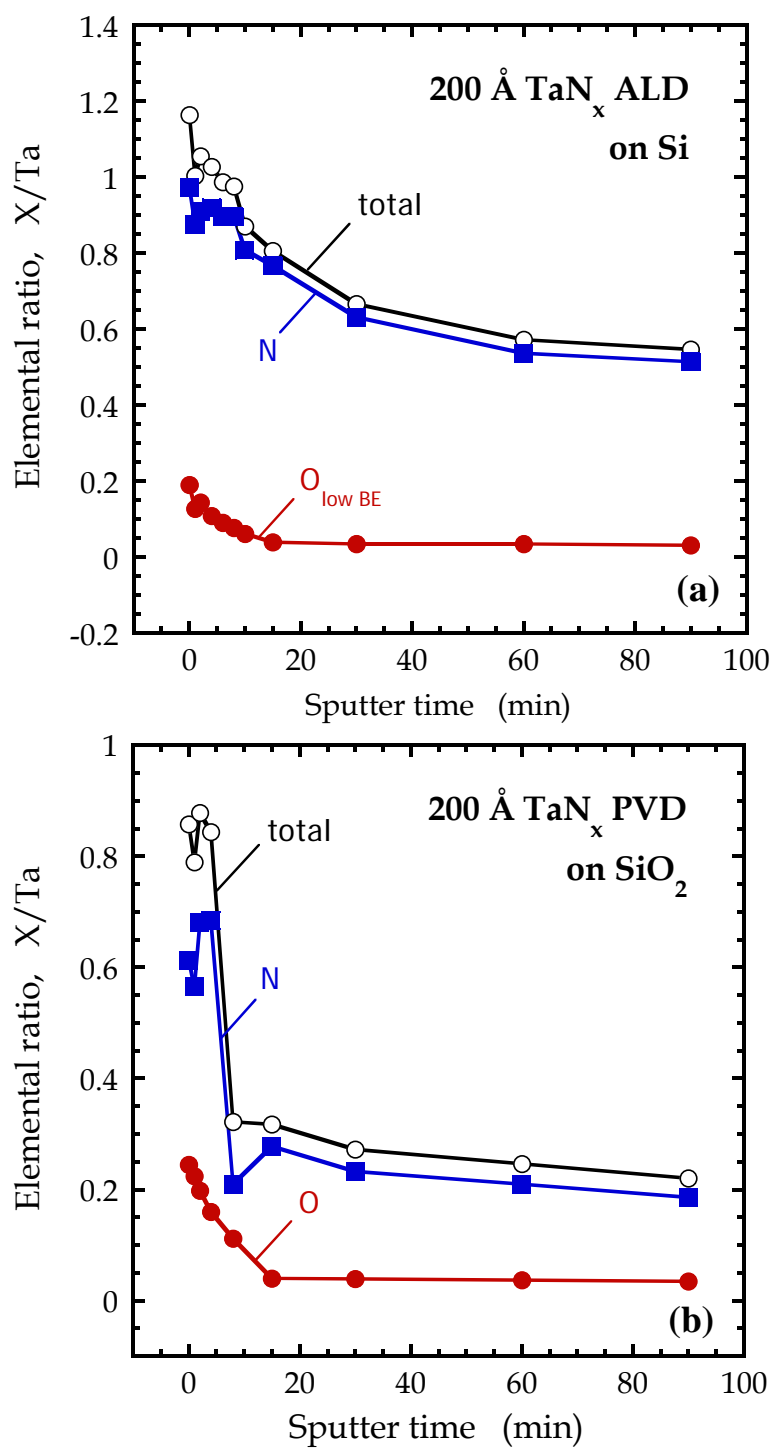 1.4
200 Å TaNx ALD
on Si
1.2
1
total
0.8
N
0.6
0.4
0.2
O low BE
0
(a)
-0.2
0 20 40 60 80 100
Sputter time (min)
Elemental ratio, X/Ta
1
200 Å TaNx PVD
on SiO2
total
0.8
0.6
N
0.4
0.2
O
0
(b)
0 20 40 60 80 100
Sputter time (min)
Elemental ratio, X/Ta